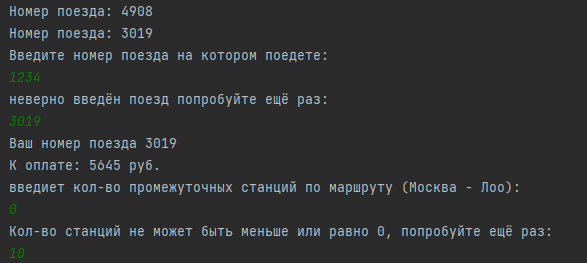 Номер поезда: 4908
Номер поезда: 3019
Введите номер поезда на котором поедете:
1234
неверно введён поезд попробуйте ещё раз:
3019
Ваш номер поезда 3019
К оплате: 5645 руб.
введиет кол-во промежуточных станций по маршруту (Москва - Лоо):
0
Кол-во станций не может быть меньше или равно 0, попробуйте ещё раз:
10